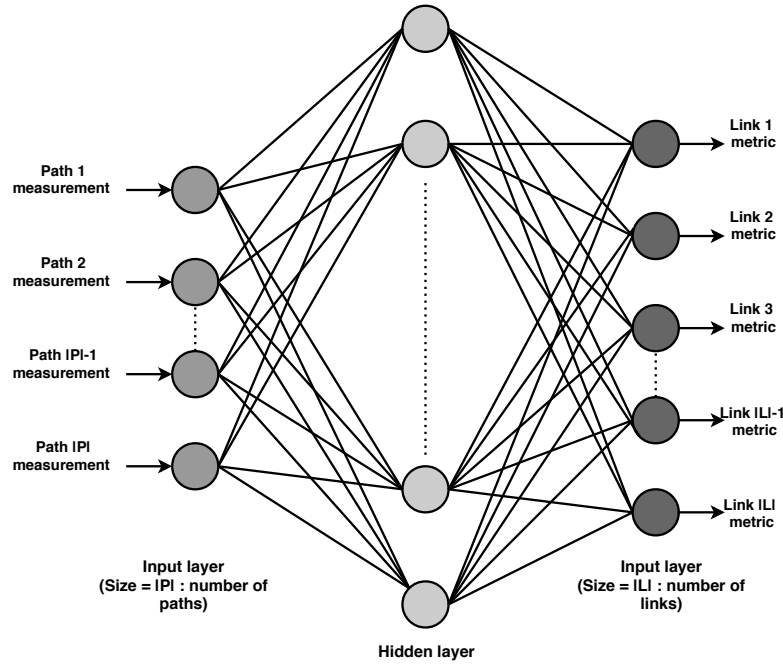 Path 1
measurement
Path 2
measurement
Path |P|-1
measurement
Path |P|
measurement
Input layer
(Size = |P| : number of
paths)
Hidden layer
Link 1
metric
Link 2
metric
Link 3
metric
Link |L|-1
metric
Link |L|
metric
Input layer
(Size = |L| : number of
links)